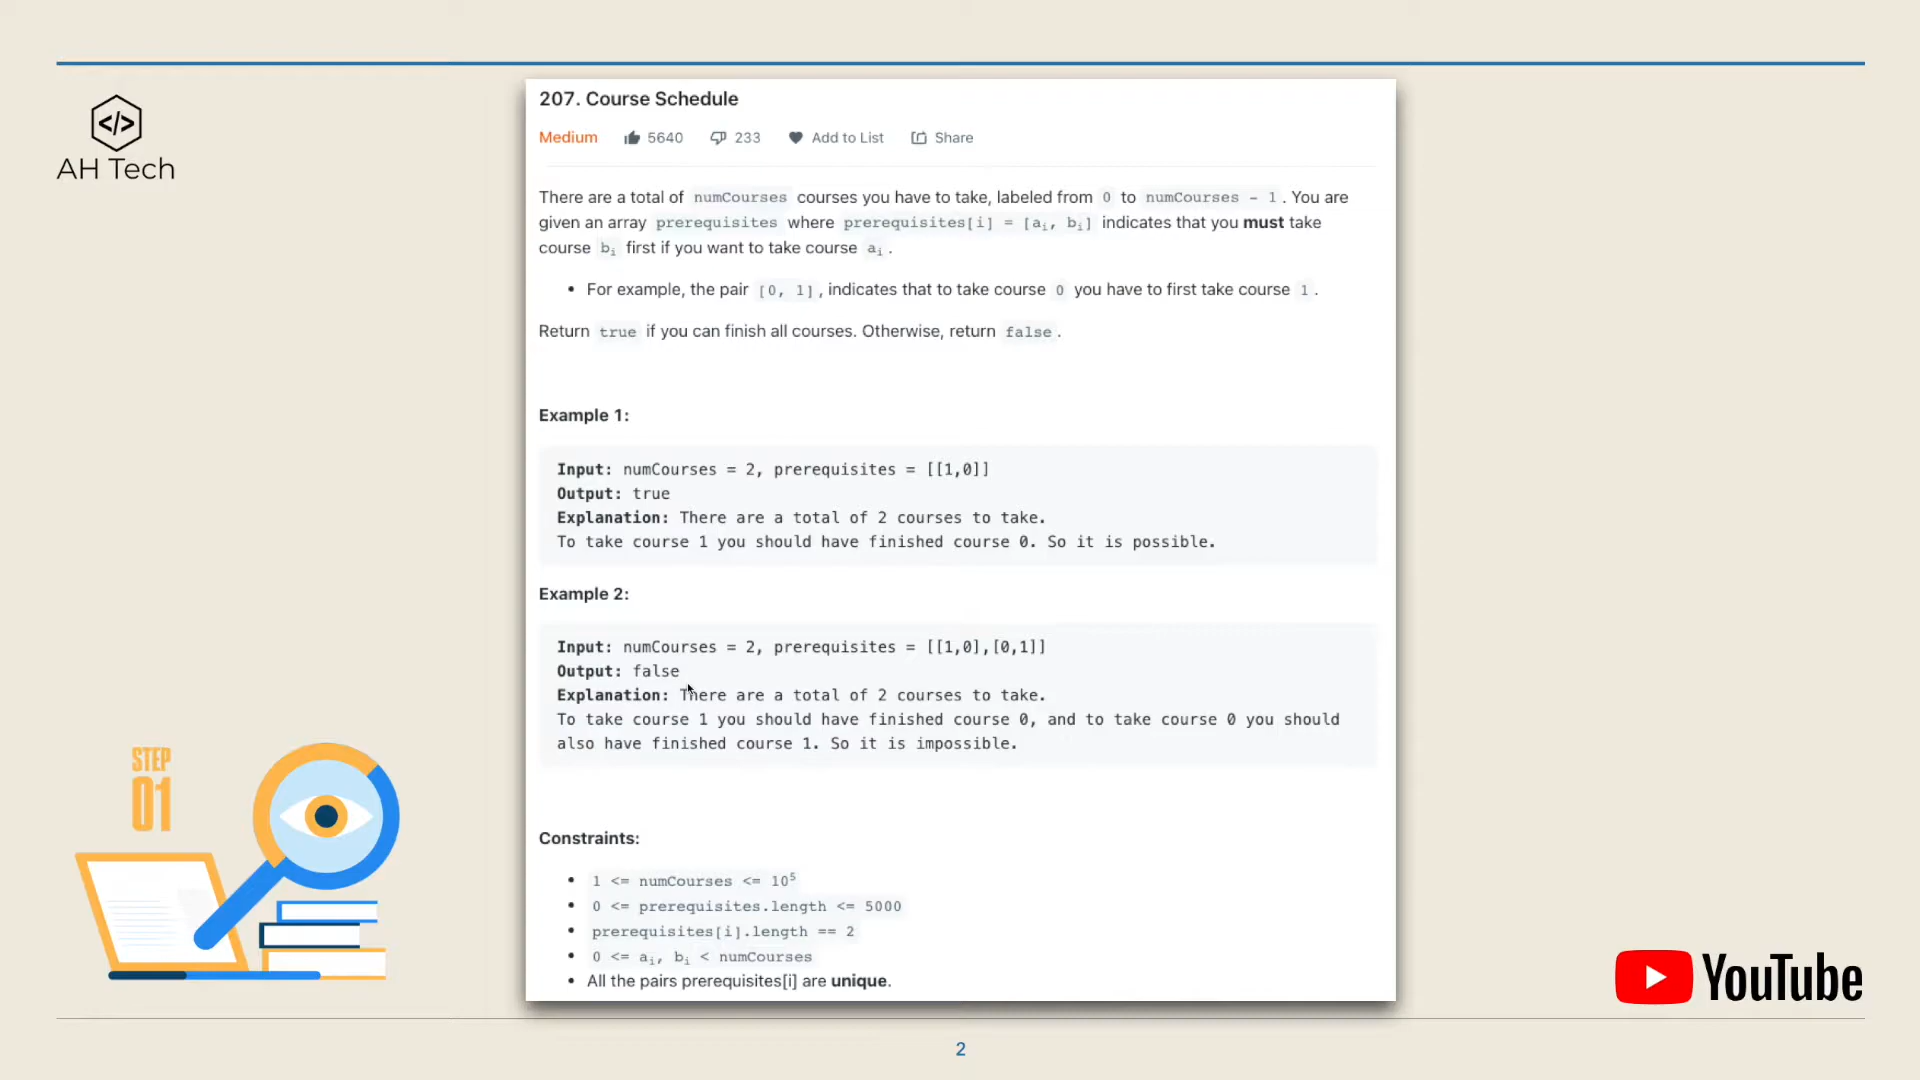 </> AH Tech
207. Course Schedule
Medium 5640 233 Add to List Share
There are a total of numCourses courses you have to take, labeled from 0 to numCourses - 1. You are
given an array prerequisites where prerequisites[i] = [aᵢ, bᵢ] indicates that you must take
course bᵢ first if you want to take course aᵢ.
• For example, the pair [0, 1], indicates that to take course 0 you have to first take course 1.
Return true if you can finish all courses. Otherwise, return false.
Example 1:
Input: numCourses = 2, prerequisites = [[1,0]]
Output: true
Explanation: There are a total of 2 courses to take.
To take course 1 you should have finished course 0. So it is possible.
Example 2:
Input: numCourses = 2, prerequisites = [[1,0],[0,1]]
Output: false
Explanation: There are a total of 2 courses to take.
To take course 1 you should have finished course 0, and to take course 0 you should
also have finished course 1. So it is impossible.
Constraints:
• 1 <= numCourses <= 10⁵
• 0 <= prerequisites.length <= 5000
• prerequisites[i].length == 2
• 0 <= aᵢ, bᵢ < numCourses
• All the pairs prerequisites[i] are unique.
STEP
01
YouTube
2